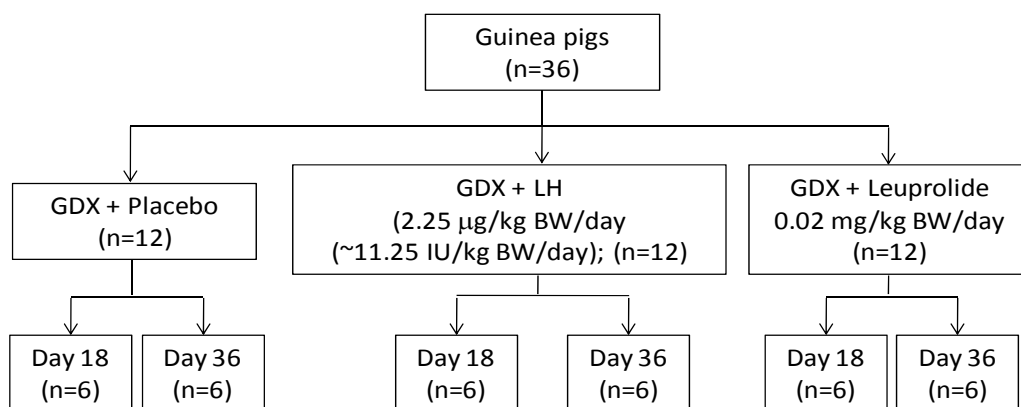 Guinea pigs
(n=36)
GDX + Placebo
(n=12)
GDX + LH
(2.25 μg/kg BW/day
(~11.25 IU/kg BW/day); (n=12)
GDX + Leuprolide
0.02 mg/kg BW/day
(n=12)
Day 18
(n=6)
Day 36
(n=6)
Day 18
(n=6)
Day 36
(n=6)
Day 18
(n=6)
Day 36
(n=6)